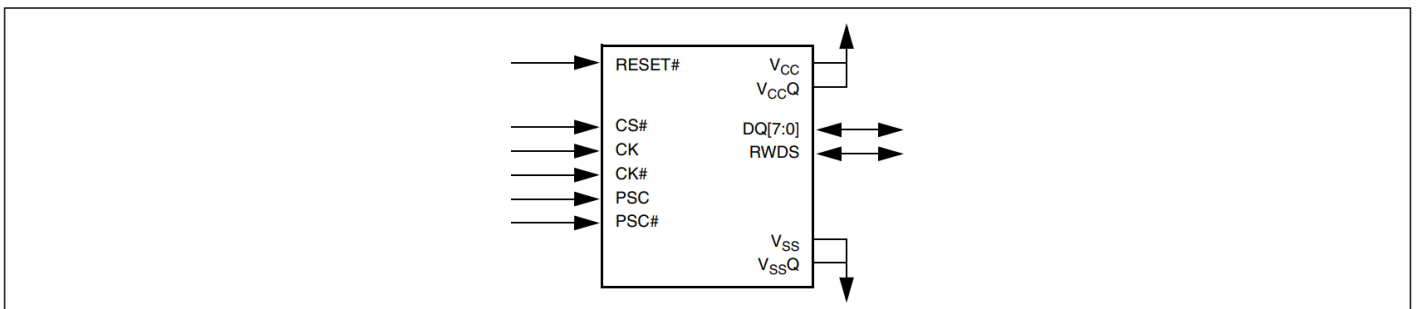 RESET#
CS#
CK
CK#
PSC
PSC#
VCC
VCCQ
DQ[7:0]
RWDS
VSS
VSSQ